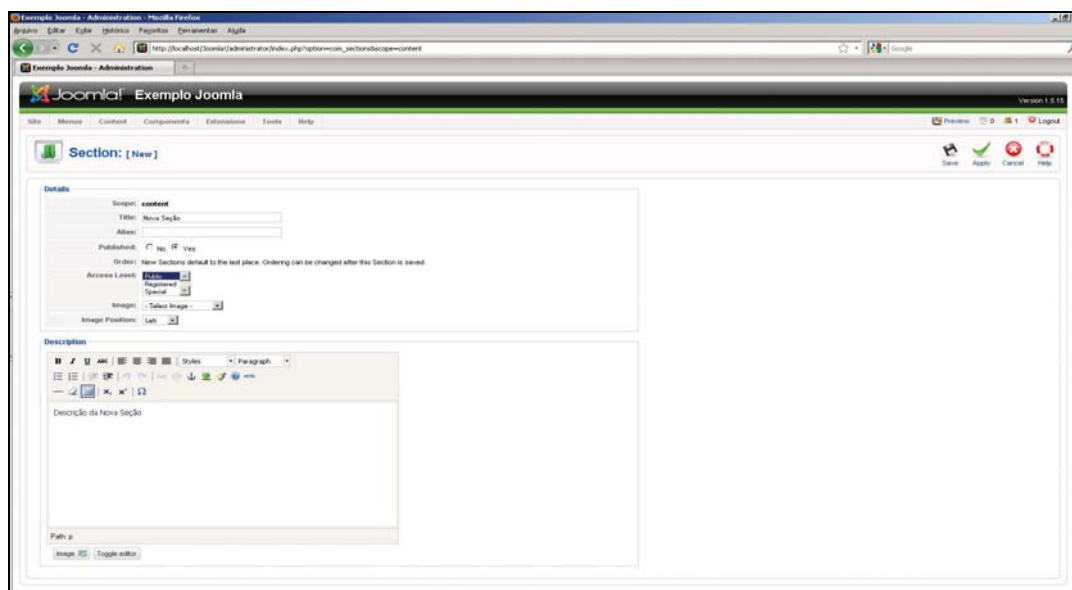 Exemplo Joomla - Administration - Mozilla Firefox
Arquivo Editar Exibir Histórico Favoritos Ferramentas Ajuda
http://localhost/Joomla/administrator/index.php?option=com_sections&scope=content
Google
Exemplo Joomla - Administration
Joomla! Exemplo Joomla
Version 1.5.15
Site Menus Content Components Extensions Tools Help
Preview 0 1 Logout
Section: [ New ]
Save Apply Cancel Help
Details
Scope: content
Title: Nova Seção
Alias:
Published: No Yes
Order: New Sections default to the last place. Ordering can be changed after this Section is saved.
Access Level: Public
Registered
Special
Image: - Select Image -
Image Position: Left
Description
B I U ABC Styles Paragraph
HTML
x, x² Ω
Descrição da Nova Seção
Path: p
Image Toggle editor